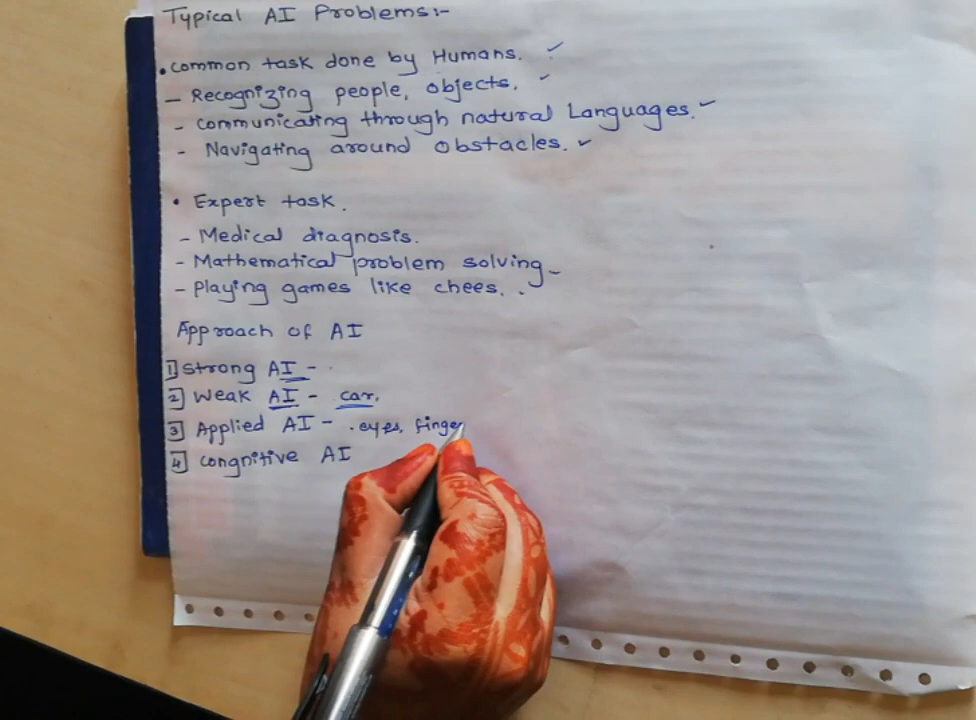 Typical AI Problems:-
• common task done by Humans.
- Recognizing people, objects.
- communicating through natural Languages.
- Navigating around obstacles.
• Expert task.
- Medical diagnosis.
- Mathematical problem solving
- playing games like chees.
Approach of AI
1] strong AI -
2] weak AI - car.
3] Applied AI - . eyes, finge
4] congnitive AI